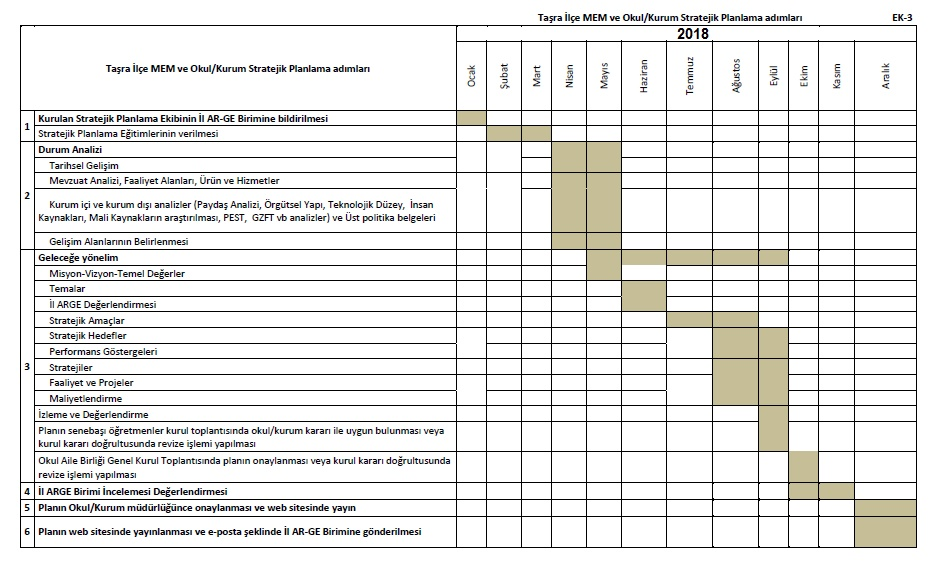 Taşra İlçe MEM ve Okul/Kurum Stratejik Planlama adımları EK-3
2018
Taşra İlçe MEM ve Okul/Kurum Stratejik Planlama adımları
Ocak
Şubat
Mart
Nisan
Mayıs
Haziran
Temmuz
Ağustos
Eylül
Ekim
Kasım
Aralık
1
Kurulan Stratejik Planlama Ekibinin İl AR-GE Birimine bildirilmesi
Stratejik Planlama Eğitimlerinin verilmesi
2
Durum Analizi
Tarihsel Gelişim
Mevzuat Analizi, Faaliyet Alanları, Ürün ve Hizmetler
Kurum içi ve kurum dışı analizler (Paydaş Analizi, Örgütsel Yapı, Teknolojik Düzey, İnsan
Kaynakları, Mali Kaynakların araştırılması, PEST, GZFT vb analizler) ve Üst politika belgeleri
Gelişim Alanlarının Belirlenmesi
3
Geleceğe yönelim
Misyon-Vizyon-Temel Değerler
Temalar
İl ARGE Değerlendirmesi
Stratejik Amaçlar
Stratejik Hedefler
Performans Göstergeleri
Stratejiler
Faaliyet ve Projeler
Maliyetlendirme
İzleme ve Değerlendirme
Planın senebaşı öğretmenler kurul toplantısında okul/kurum kararı ile uygun bulunması veya
kurul kararı doğrultusunda revize işlemi yapılması
Okul Aile Birliği Genel Kurul Toplantısında planın onaylanması veya kurul kararı doğrultusunda
revize işlemi yapılması
4 İl ARGE Birimi İncelemesi Değerlendirmesi
5 Planın Okul/Kurum müdürlüğünce onaylanması ve web sitesinde yayın
6 Planın web sitesinde yayınlanması ve e-posta şeklinde İl AR-GE Birimine gönderilmesi